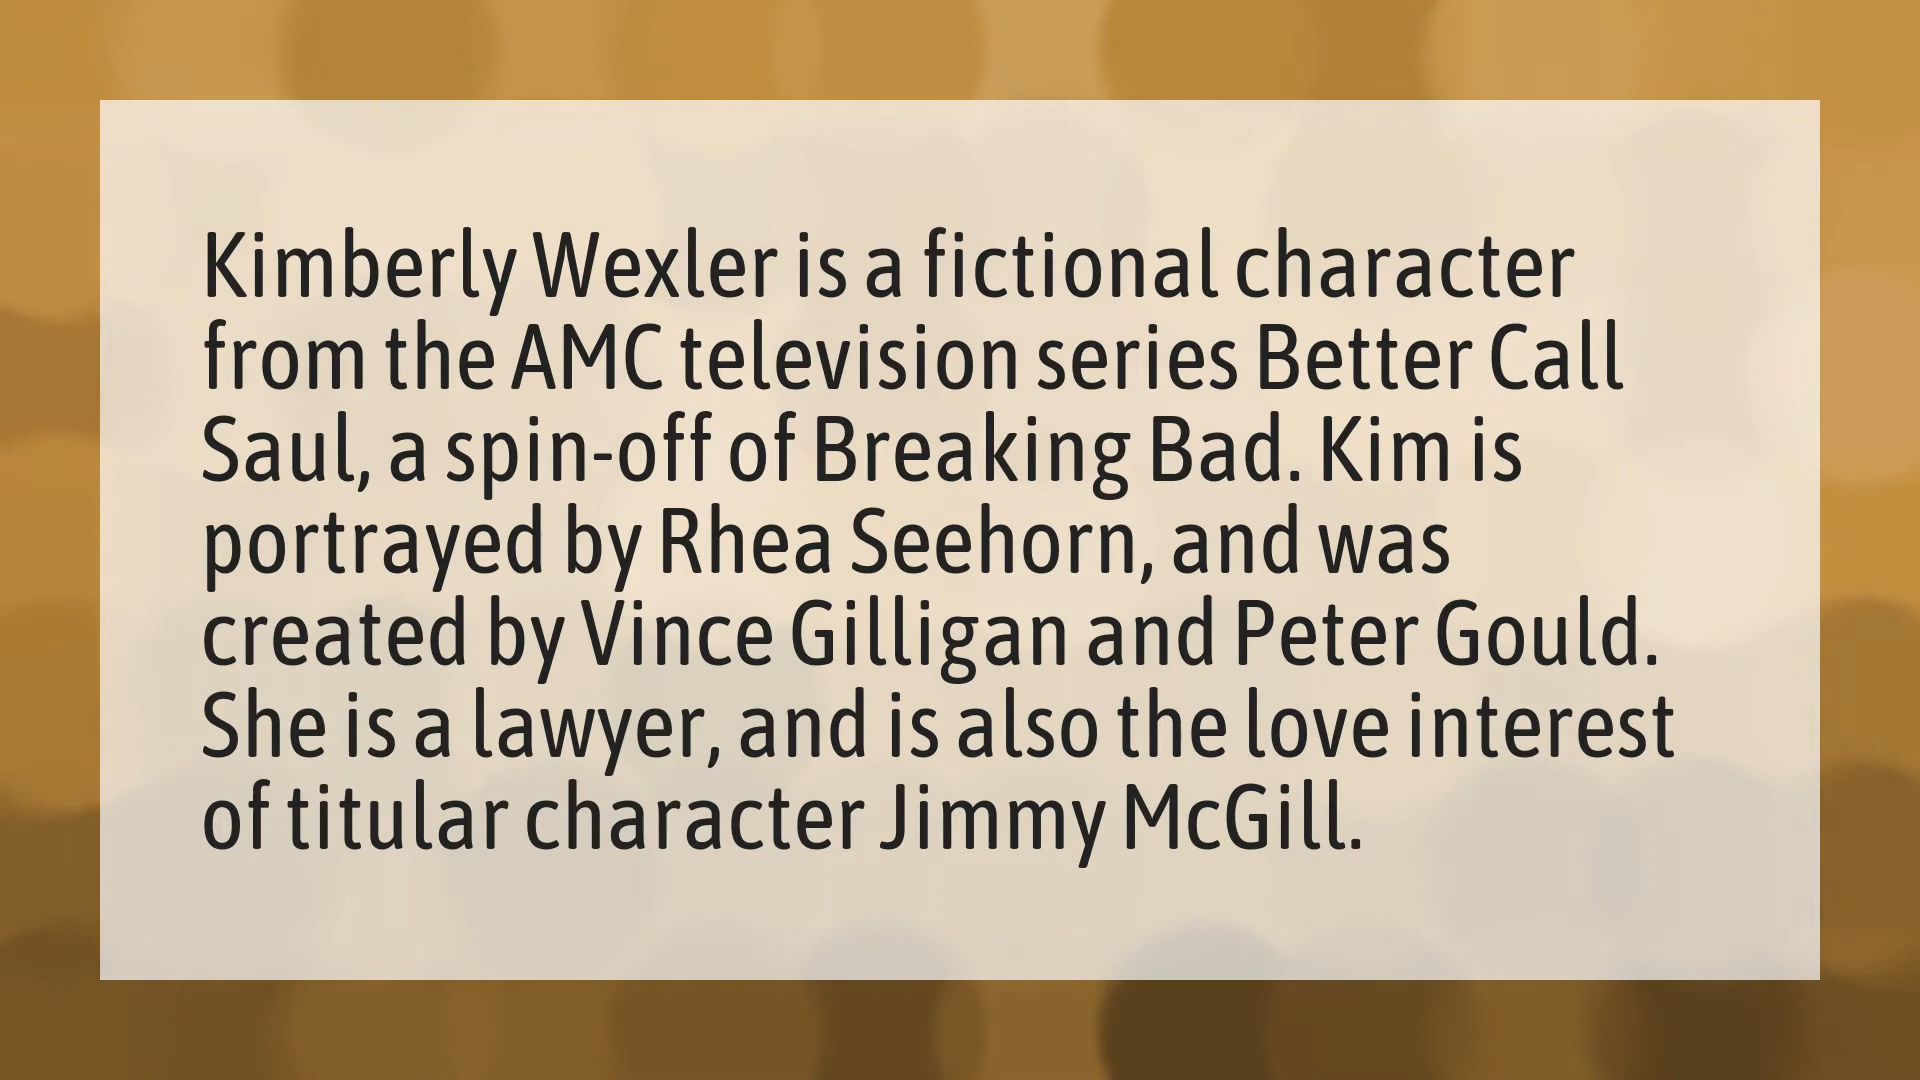 Kimberly Wexler is a fictional character
from the AMC television series Better Call
Saul, a spin-off of Breaking Bad. Kim is
portrayed by Rhea Seehorn, and was
created by Vince Gilligan and Peter Gould.
She is a lawyer, and is also the love interest
of titular character Jimmy McGill.